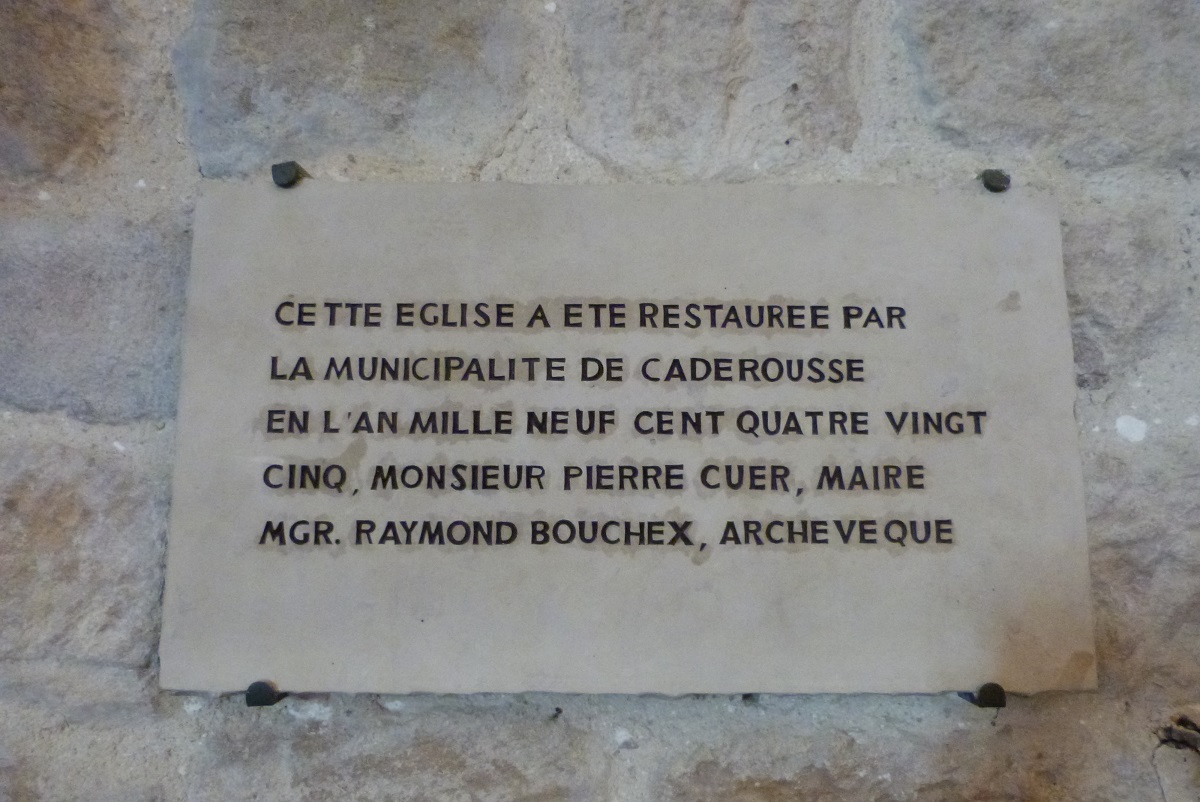 CETTE EGLISE A ETE RESTAUREE PAR
LA MUNICIPALITE DE CADEROUSSE
EN L'AN MILLE NEUF CENT QUATRE VINGT
CINQ, MONSIEUR PIERRE CUER, MAIRE
MGR. RAYMOND BOUCHEX, ARCHEVEQUE